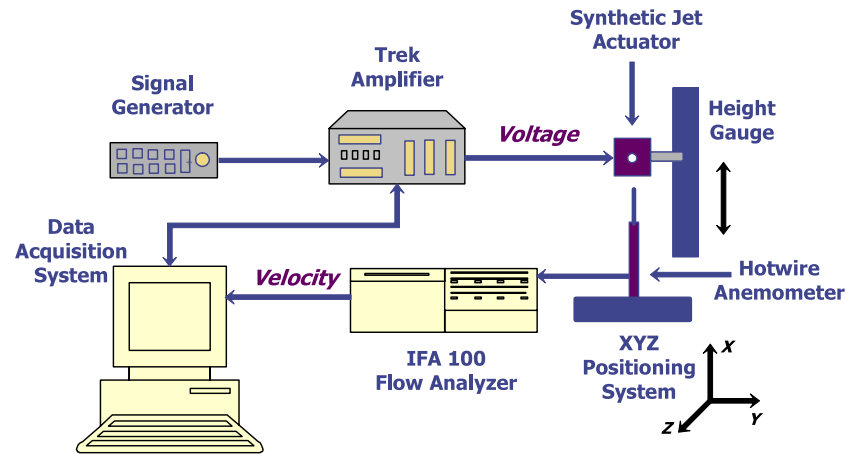 Synthetic Jet
Actuator
Trek
Amplifier
Signal
Generator
Voltage
Height
Gauge
Data
Acquisition
System
Velocity
Hotwire
Anemometer
IFA 100
Flow Analyzer
XYZ
Positioning
System
X
Y
Z